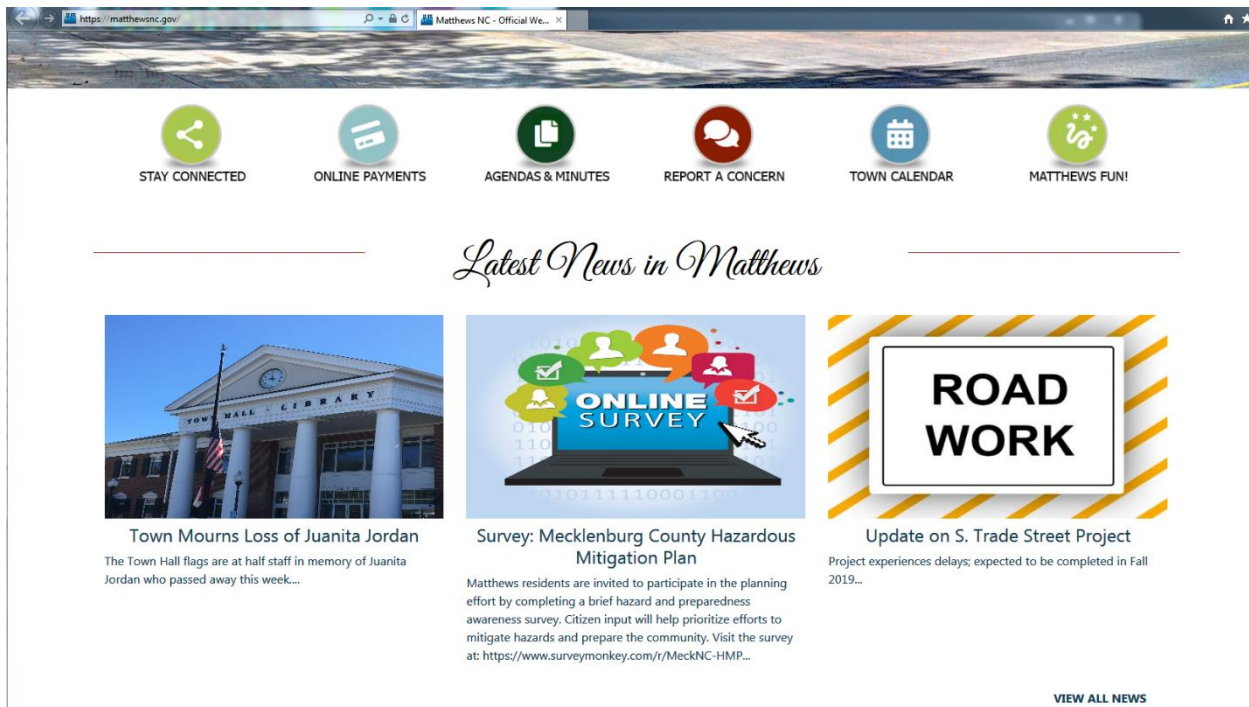 https://matthewsnc.gov/
Matthews NC - Official We...
STAY CONNECTED
ONLINE PAYMENTS
AGENDAS & MINUTES
REPORT A CONCERN
TOWN CALENDAR
MATTHEWS FUN!
Latest News in Matthews
TOWN HALL - LIBRARY
ONLINE
SURVEY
ROAD
WORK
Town Mourns Loss of Juanita Jordan
The Town Hall flags are at half staff in memory of Juanita
Jordan who passed away this week....
Survey: Mecklenburg County Hazardous
Mitigation Plan
Matthews residents are invited to participate in the planning
effort by completing a brief hazard and preparedness
awareness survey. Citizen input will help prioritize efforts to
mitigate hazards and prepare the community. Visit the survey
at: https://www.surveymonkey.com/r/MeckNC-HMP...
Update on S. Trade Street Project
Project experiences delays; expected to be completed in Fall
2019...
VIEW ALL NEWS